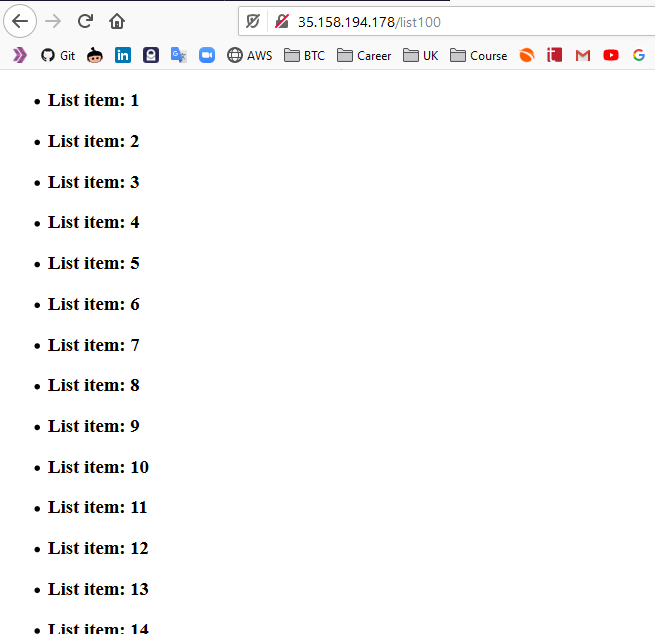 35.158.194.178/list100
Git in AWS BTC Career UK Course
• List item: 1
• List item: 2
• List item: 3
• List item: 4
• List item: 5
• List item: 6
• List item: 7
• List item: 8
• List item: 9
• List item: 10
• List item: 11
• List item: 12
• List item: 13
• List item: 14